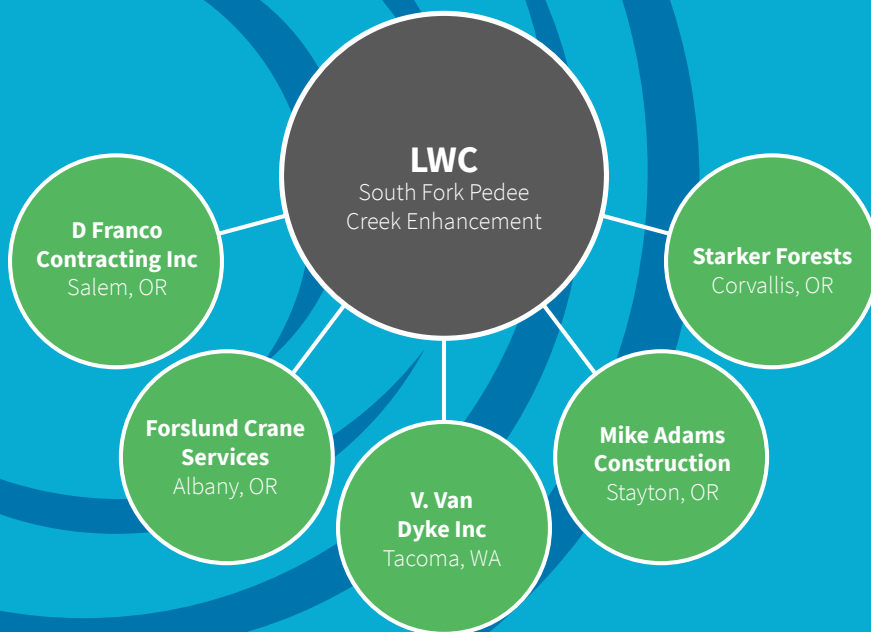 LWC
South Fork Pedee
Creek Enhancement
D Franco
Contracting Inc
Salem, OR
Forslund Crane
Services
Albany, OR
V. Van
Dyke Inc
Tacoma, WA
Mike Adams
Construction
Stayton, OR
Starker Forests
Corvallis, OR